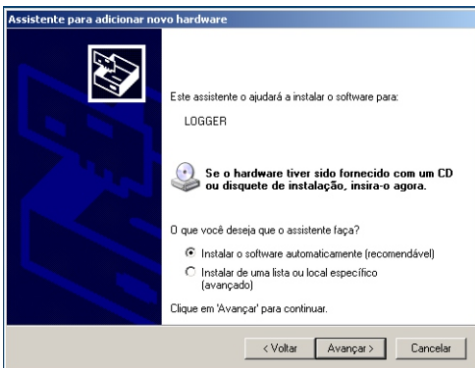 Assistente para adicionar novo hardware
Este assistente o ajudará a instalar o software para:
LOGGER
Se o hardware tiver sido fornecido com um CD
ou disquete de instalação, insira-o agora.
O que você deseja que o assistente faça?
Instalar o software automaticamente (recomendável)
Instalar de uma lista ou local específico
(avançado)
Clique em 'Avançar' para continuar.
< Voltar
Avançar >
Cancelar